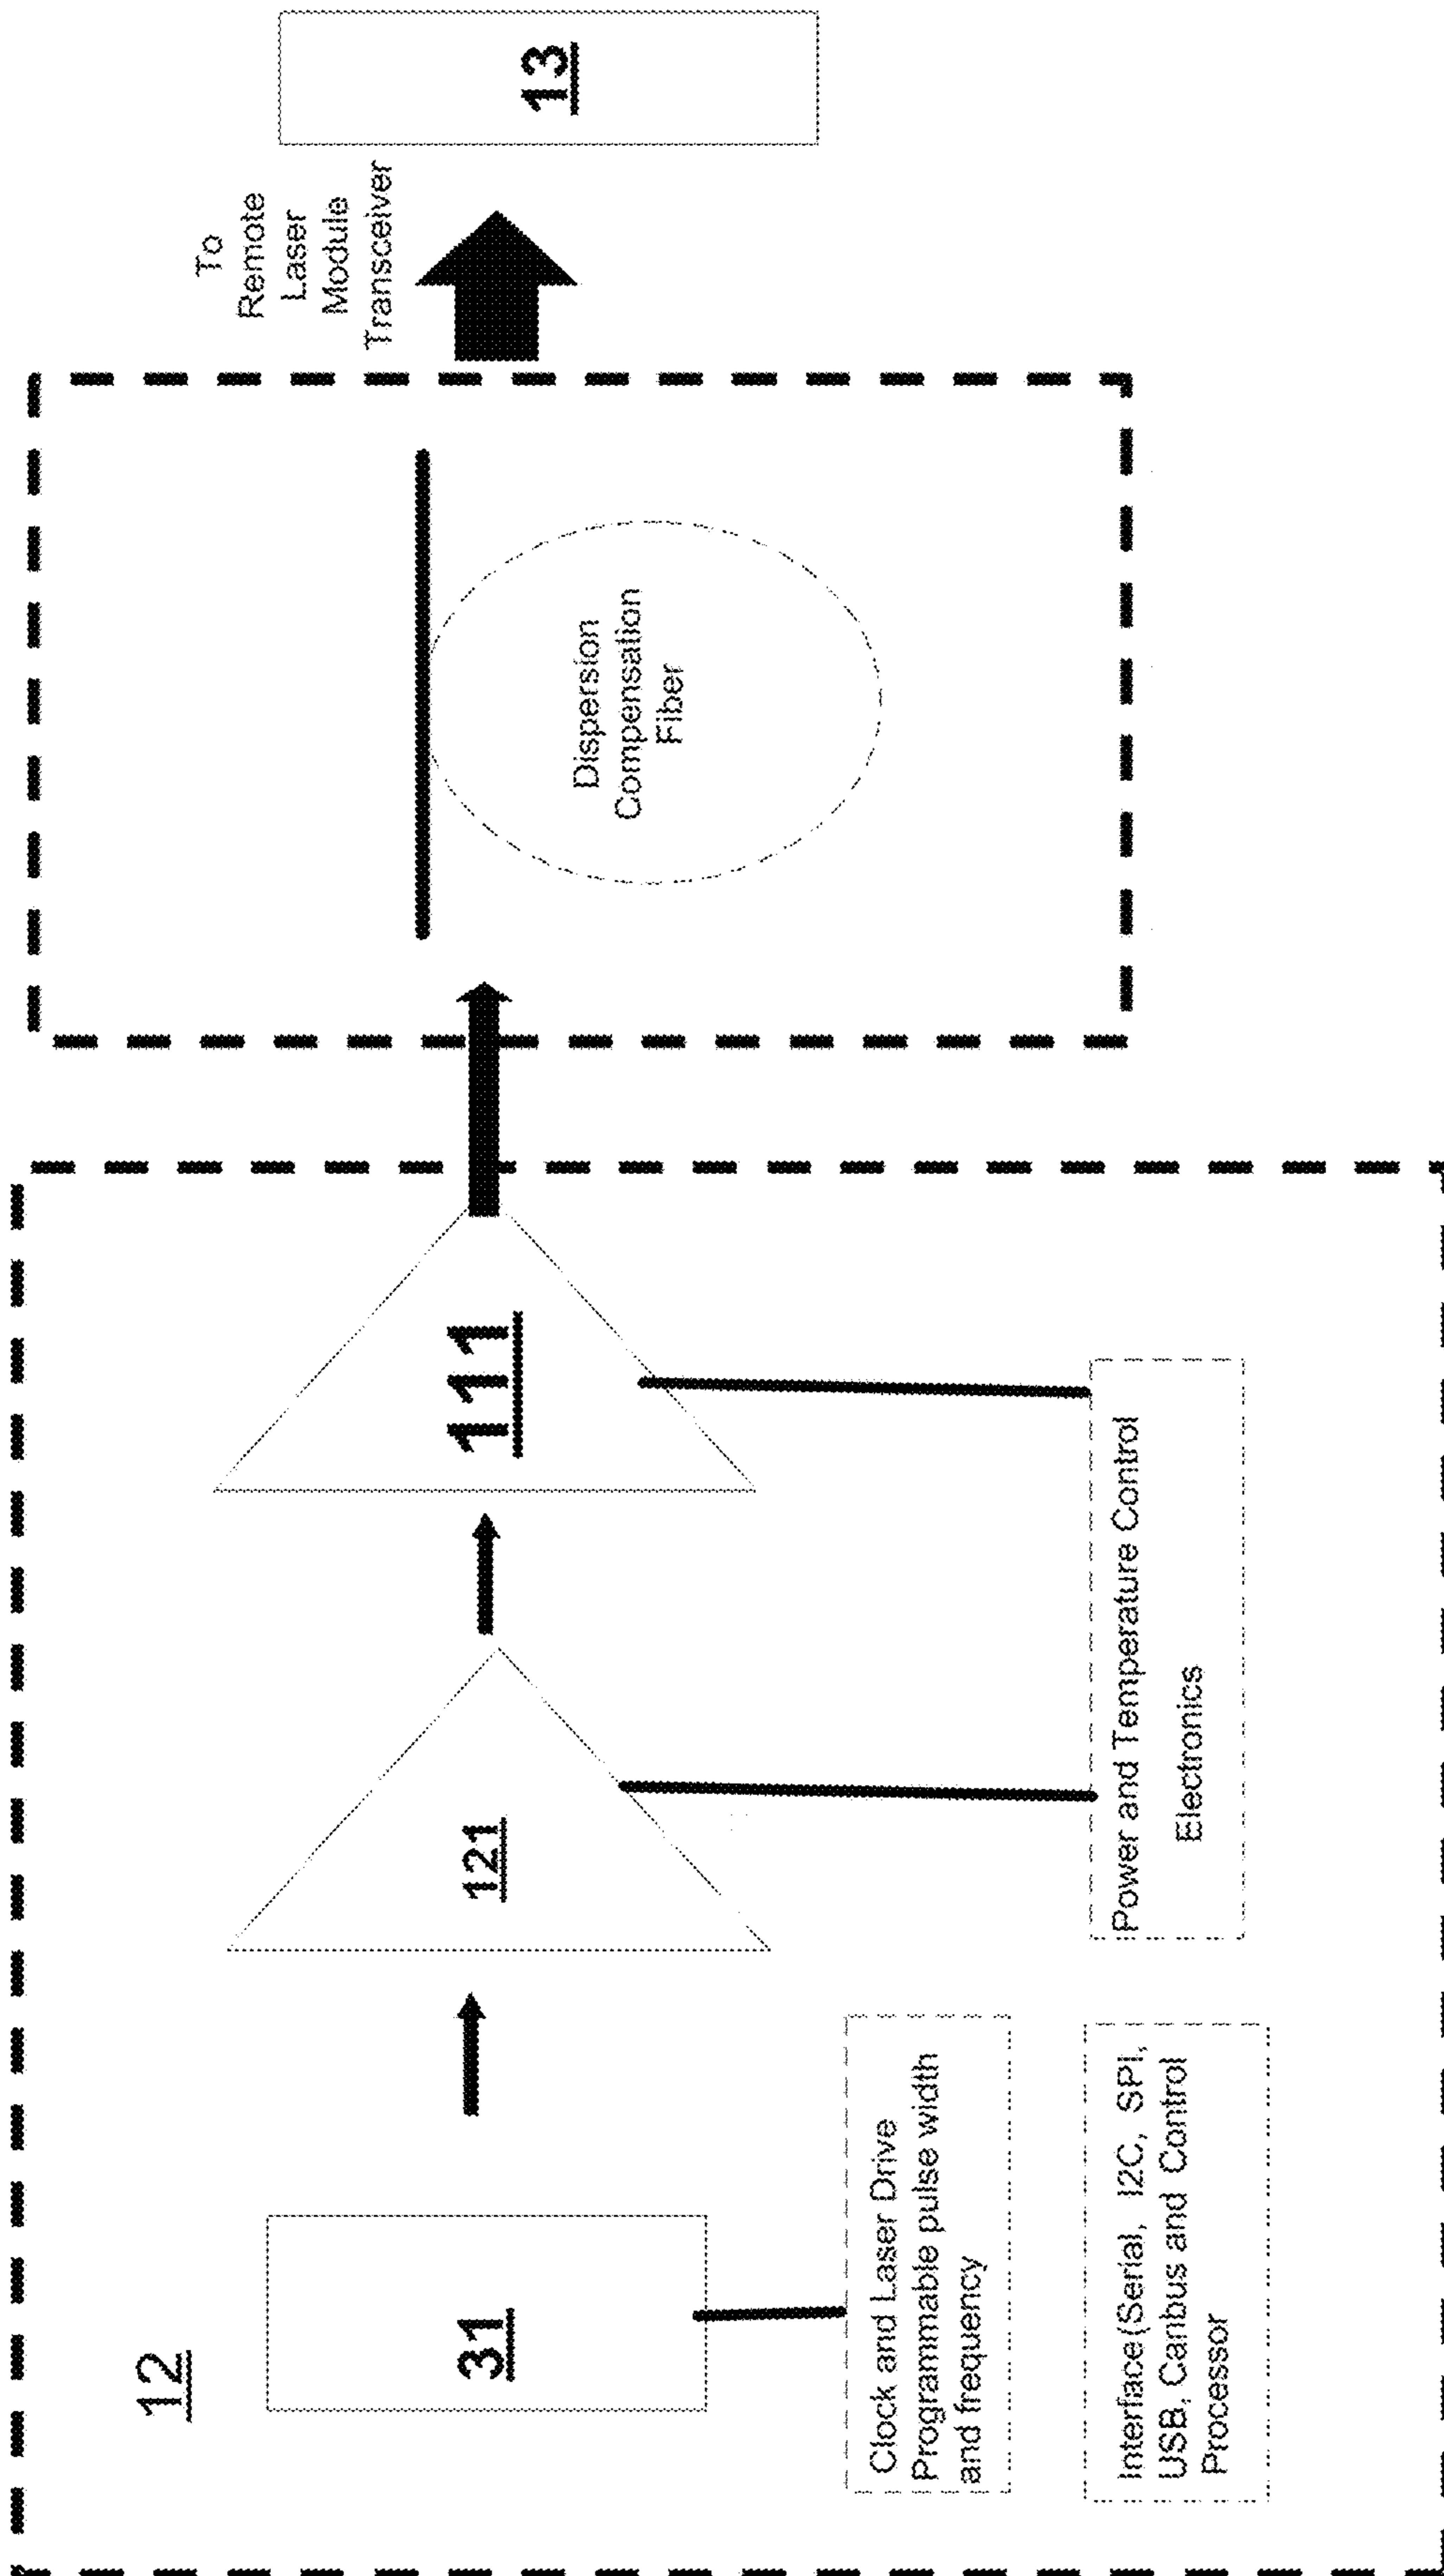 12
31
121
111
Clock and Laser Drive
Programmable pulse width
and frequency
Interface(Serial, I2C, SPI,
USB, Canbus and Control
Processor
Power and Temperature Control
Electronics
Dispersion
Compensation
Fiber
To
Remote
Laser
Module
Transceiver
13